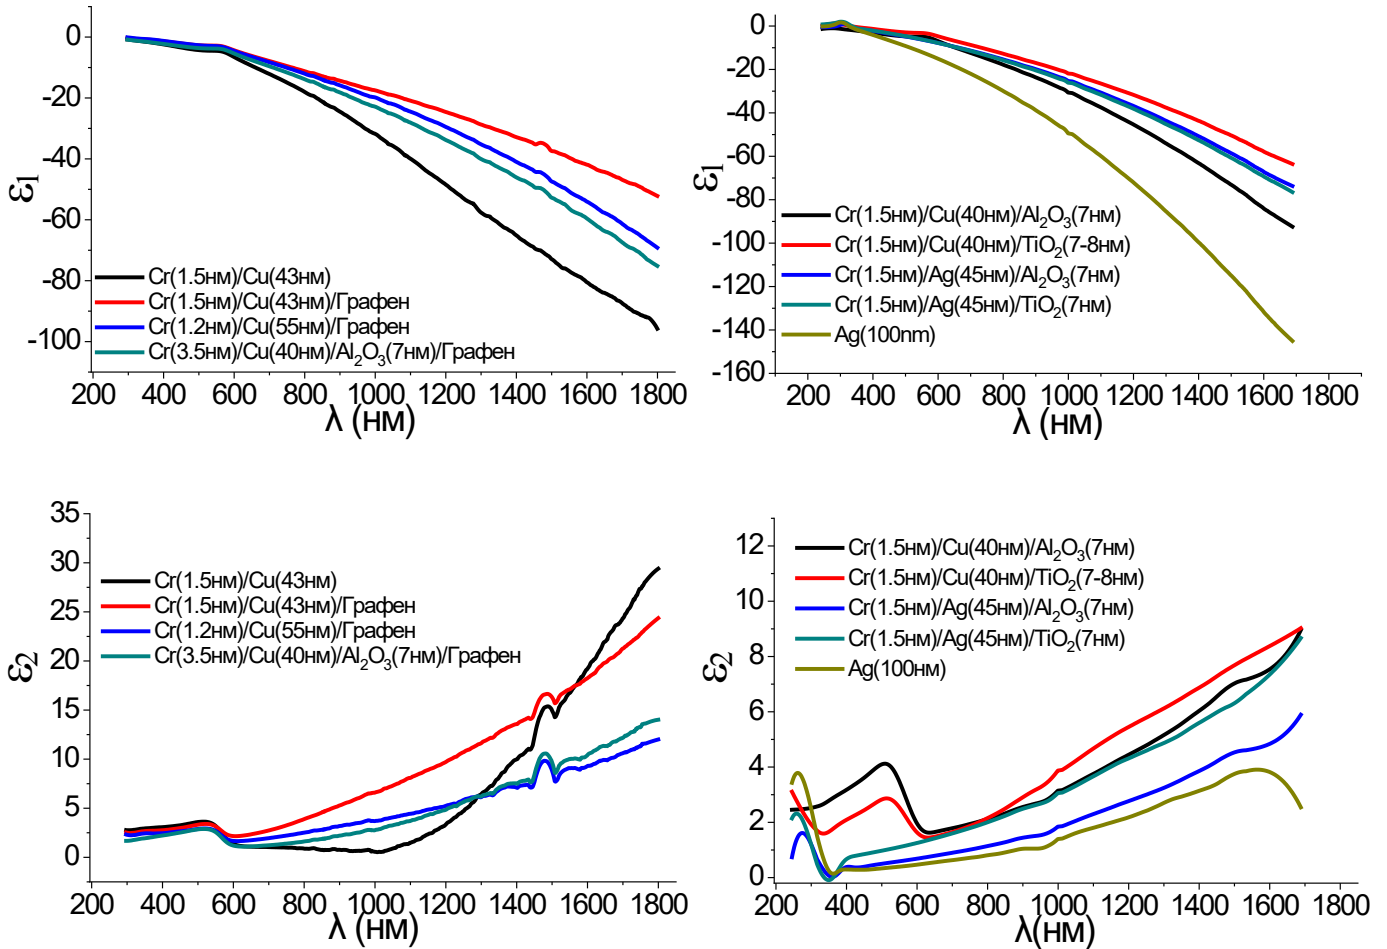 0
-20
-40
-60
-80
-100
ε₁
Cr(1.5нм)/Cu(43нм)
Cr(1.5нм)/Cu(43нм)/Графен
Cr(1.2нм)/Cu(55нм)/Графен
Cr(3.5нм)/Cu(40нм)/Al₂O₃(7нм)/Графен
200 400 600 800 1000 1200 1400 1600 1800
λ (нм)
0
-20
-40
-60
-80
-100
-120
-140
-160
ε₁
Cr(1.5нм)/Cu(40нм)/Al₂O₃(7нм)
Cr(1.5нм)/Cu(40нм)/TiO₂(7-8нм)
Cr(1.5нм)/Ag(45нм)/Al₂O₃(7нм)
Cr(1.5нм)/Ag(45нм)/TiO₂(7нм)
Ag(100nm)
200 400 600 800 1000 1200 1400 1600 1800
λ (нм)
35
30
25
20
15
10
5
0
ε₂
Cr(1.5нм)/Cu(43нм)
Cr(1.5нм)/Cu(43нм)/Графен
Cr(1.2нм)/Cu(55нм)/Графен
Cr(3.5нм)/Cu(40нм)/Al₂O₃(7нм)/Графен
200 400 600 800 1000 1200 1400 1600 1800
λ (нм)
12
10
8
6
4
2
0
ε₂
Cr(1.5нм)/Cu(40нм)/Al₂O₃(7нм)
Cr(1.5нм)/Cu(40нм)/TiO₂(7-8нм)
Cr(1.5нм)/Ag(45нм)/Al₂O₃(7нм)
Cr(1.5нм)/Ag(45нм)/TiO₂(7нм)
Ag(100нм)
200 400 600 800 1000 1200 1400 1600 1800
λ(нм)